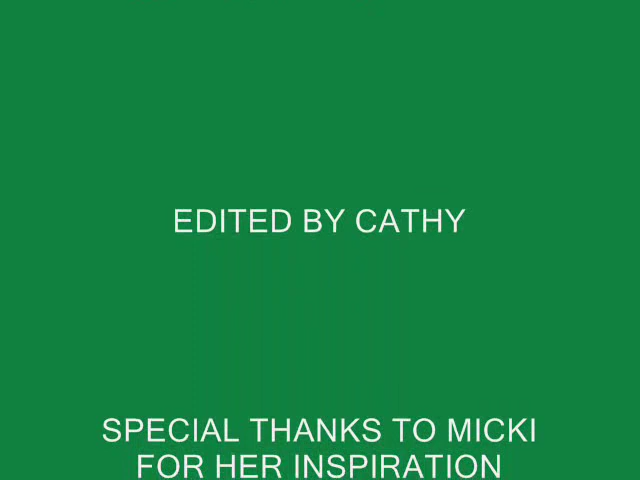 EDITED BY CATHY
SPECIAL THANKS TO MICKI
FOR HER INSPIRATION